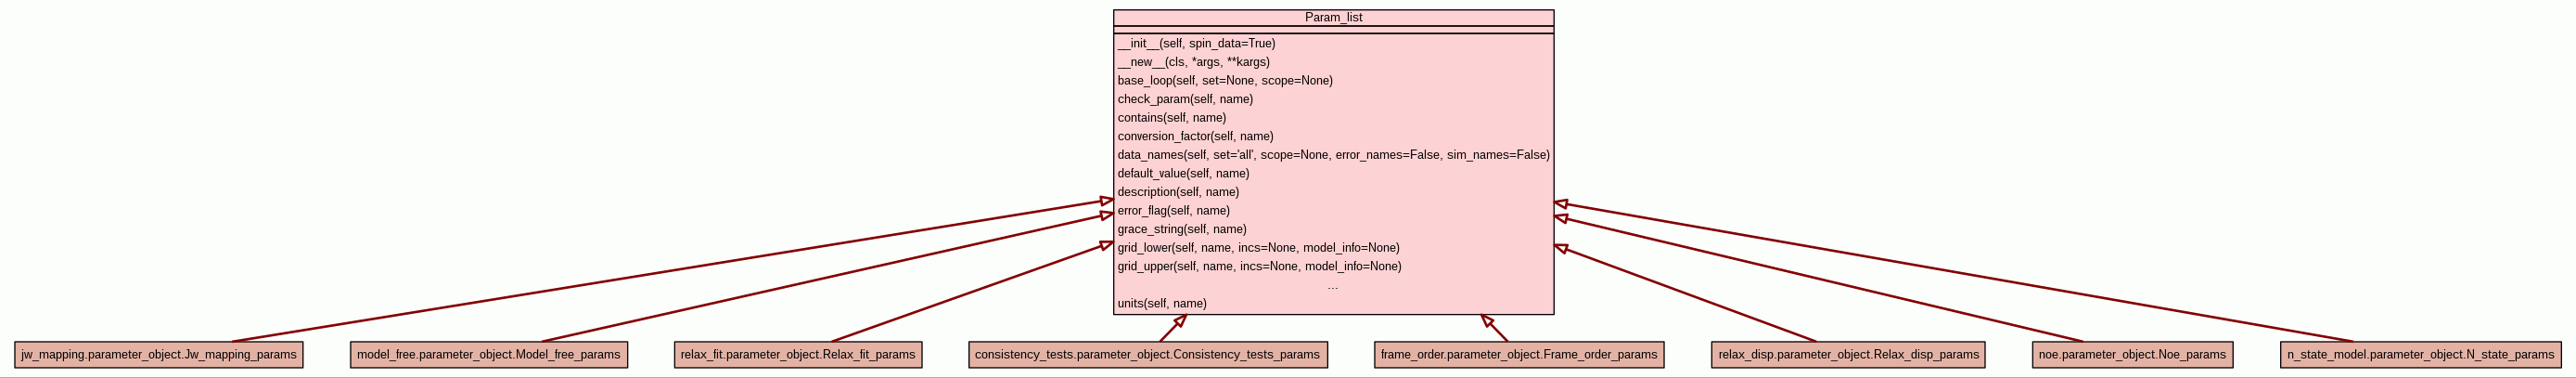 Param_list
__init__(self, spin_data=True)
__new__(cls, *args, **kargs)
base_loop(self, set=None, scope=None)
check_param(self, name)
contains(self, name)
conversion_factor(self, name)
data_names(self, set='all', scope=None, error_names=False, sim_names=False)
default_value(self, name)
description(self, name)
error_flag(self, name)
grace_string(self, name)
grid_lower(self, name, incs=None, model_info=None)
grid_upper(self, name, incs=None, model_info=None)
...
units(self, name)
jw_mapping.parameter_object.Jw_mapping_params
model_free.parameter_object.Model_free_params
relax_fit.parameter_object.Relax_fit_params
consistency_tests.parameter_object.Consistency_tests_params
frame_order.parameter_object.Frame_order_params
relax_disp.parameter_object.Relax_disp_params
noe.parameter_object.Noe_params
n_state_model.parameter_object.N_state_params